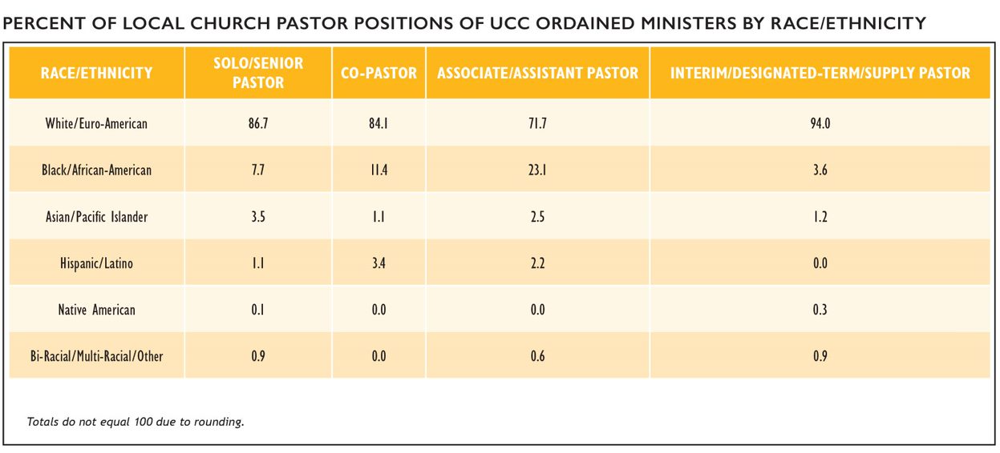 PERCENT OF LOCAL CHURCH PASTOR POSITIONS OF UCC ORDAINED MINISTERS BY RACE/ETHNICITY
RACE/ETHNICITY SOLO/SENIOR PASTOR CO-PASTOR ASSOCIATE/ASSISTANT PASTOR INTERIM/DESIGNATED-TERM/SUPPLY PASTOR
White/Euro-American 86.7 84.1 71.7 94.0
Black/African-American 7.7 11.4 23.1 3.6
Asian/Pacific Islander 3.5 1.1 2.5 1.2
Hispanic/Latino 1.1 3.4 2.2 0.0
Native American 0.1 0.0 0.0 0.3
Bi-Racial/Multi-Racial/Other 0.9 0.0 0.6 0.9
Totals do not equal 100 due to rounding.